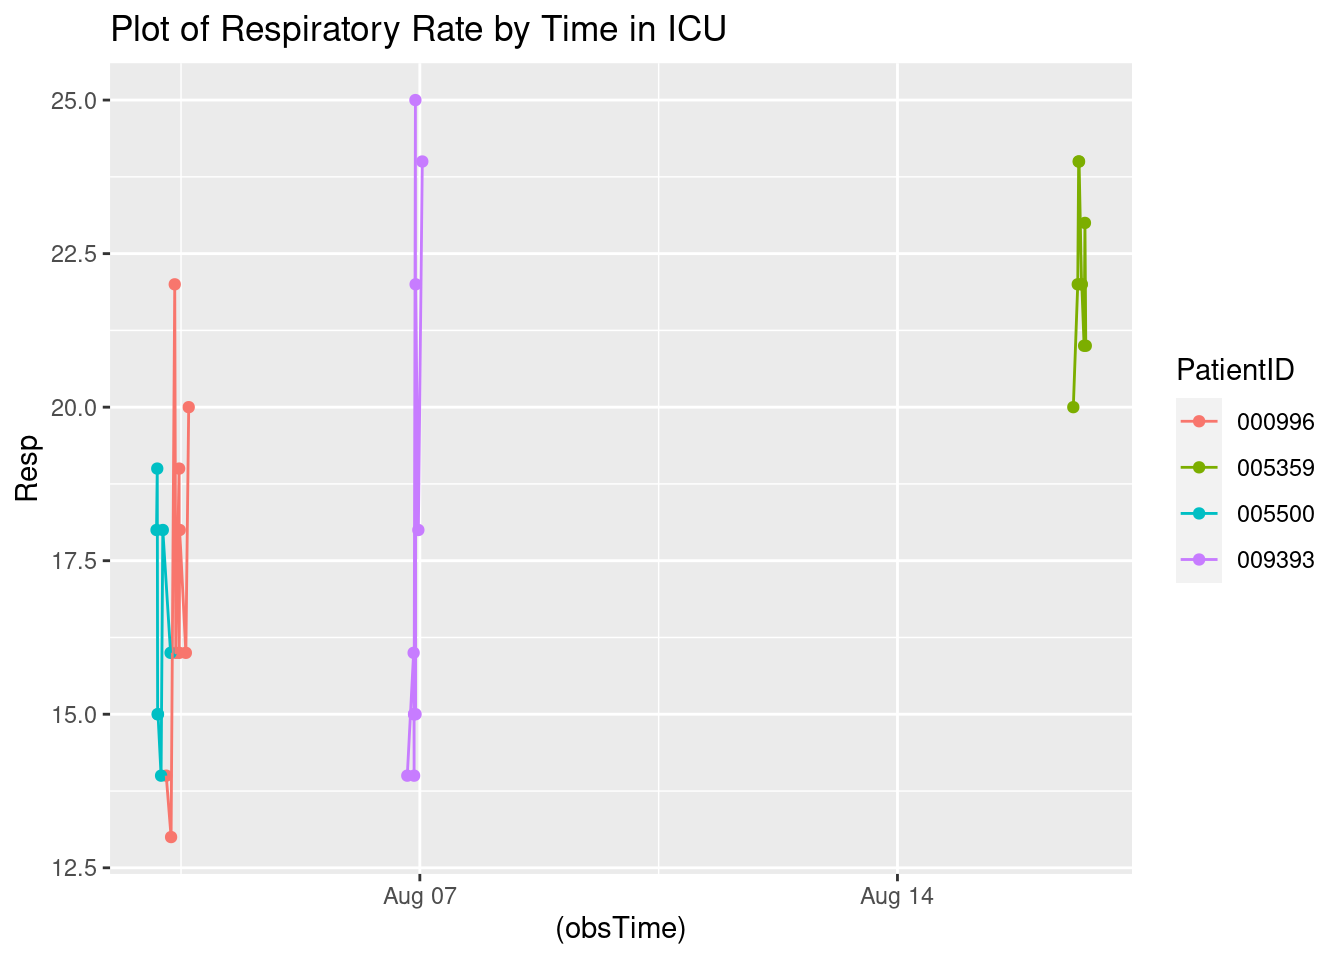 Plot of Respiratory Rate by Time in ICU
25.0
22.5
20.0
17.5
15.0
12.5
Resp
Aug 07 Aug 14
(obsTime)
PatientID
000996
005359
005500
009393